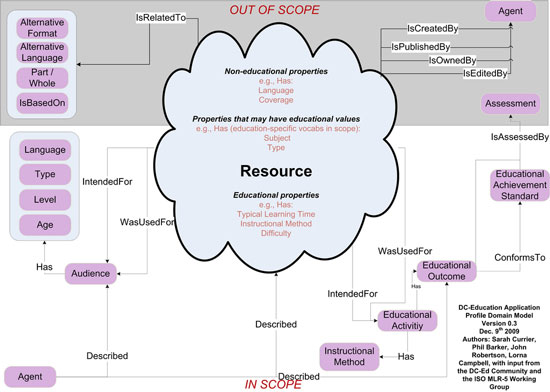 OUT OF SCOPE
Alternative
Format
Alternative
Language
Part /
Whole
IsBasedOn
IsRelatedTo
Agent
IsCreatedBy
IsPublishedBy
IsOwnedBy
IsEditedBy
Non-educational properties
e.g., Has:
Language
Coverage
Properties that may have educational values
e.g., Has (education-specific vocabs in scope):
Subject
Type
Resource
Educational properties
e.g., Has:
Typical Learning Time
Instructional Method
Difficulty
Assessment
IsAssessedBy
Educational
Achievement
Standard
ConformsTo
Language
Type
Level
Age
IntendedFor
WasUsedFor
Has
Audience
WasUsedFor
Educational
Outcome
IntendedFor
Has
Educational
Activitiy
Has
Instructional
Method
Described
Described
Described
Agent
IN SCOPE
DC-Education Application
Profile Domain Model
Version 0.3
Dec. 9th 2009
Authors: Sarah Currier,
Phil Barker, John
Robertson, Lorna
Campbell, with input from
the DC-Ed Community and
the ISO MLR-5 Working
Group